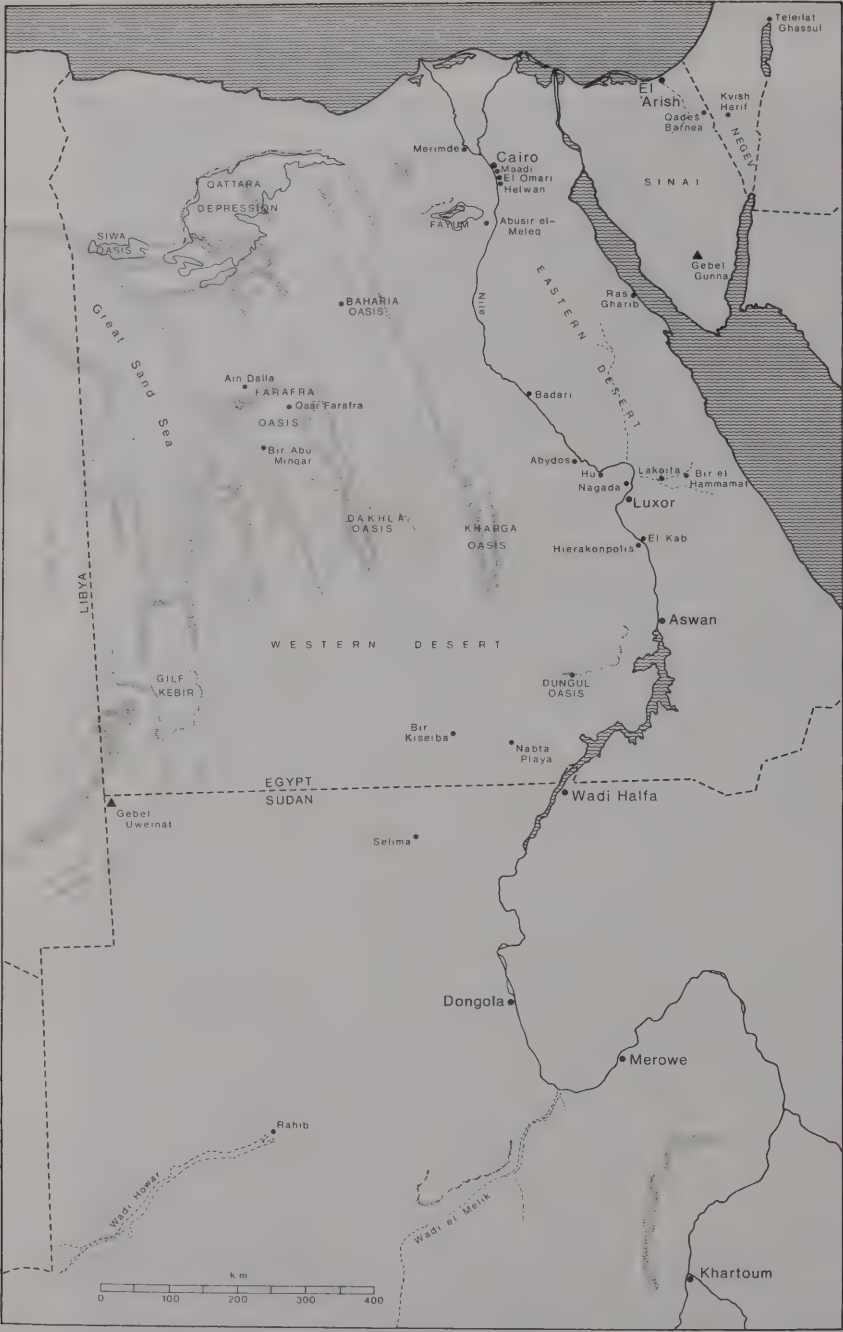 Teleilat
Ghassul
El
Arish
Kvish
Harif
Qades
Barnea
NEGEV
SINAI
Merimde
Cairo
Maadi
El Omari
Helwan
QATTARA
DEPRESSION
FAYUM
Abusir el-
Meleq
SIWA
OASIS
Gebel
Gunna
Nile
EASTERN DESERT
Ras
Gharib
BAHARIA
OASIS
Great Sand Sea
Ain Dalla
FARAFRA
Qasr Farafra
OASIS
Badari
Bir Abu
Minqar
Abydos
Hu
Lakeita
Bir el
Hammamat
Nagada
Luxor
DAKHLA
OASIS
KHARGA
OASIS
El Kab
Hierakonpolis
LIBYA
Aswan
WESTERN DESERT
GILF
KEBIR
DUNGUL
OASIS
Bir
Kiseiba
Nabta
Playa
EGYPT
SUDAN
Wadi Halfa
Gebel
Uweinat
Selima
Dongola
Merowe
Rahib
Wadi Howar
Wadi el Melik
Khartoum
km
0 100 200 300 400